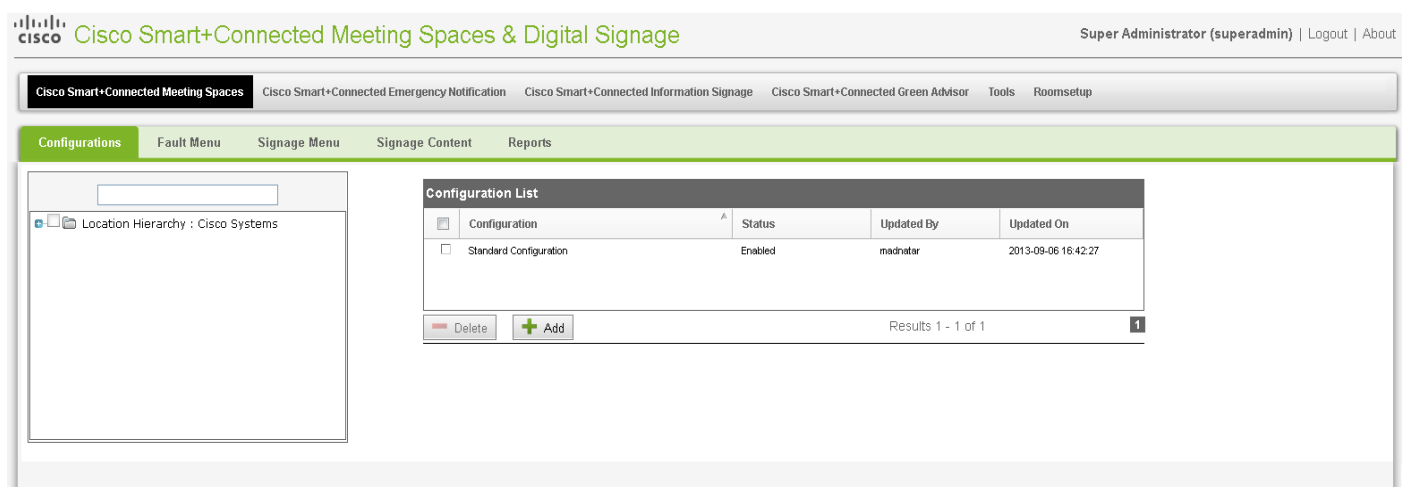 cisco Cisco Smart+Connected Meeting Spaces & Digital Signage
Super Administrator (superadmin) | Logout | About
Cisco Smart+Connected Meeting Spaces Cisco Smart+Connected Emergency Notification Cisco Smart+Connected Information Signage Cisco Smart+Connected Green Advisor Tools Roomsetup
Configurations Fault Menu Signage Menu Signage Content Reports
Location Hierarchy : Cisco Systems
Configuration List
Configuration Status Updated By Updated On
Standard Configuration Enabled madnatar 2013-09-06 16:42:27
Delete Add Results 1 - 1 of 1 1